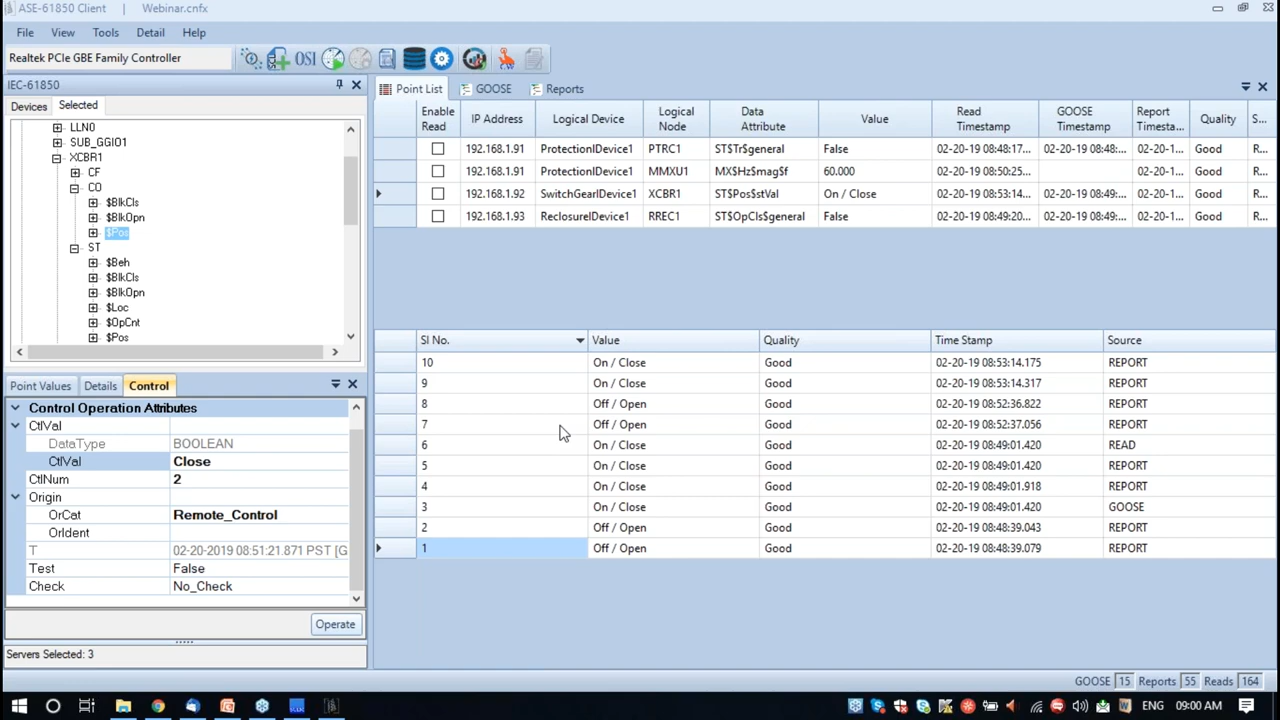 ASE-61850 Client | Webinar.cnfx
File View Tools Detail Help
Realtek PCIe GBE Family Controller OSI
IEC-61850
Devices Selected
LLN0
SUB_GGIO1
XCBR1
CF
CO
$BlkCls
$BlkOpn
$Pos
ST
$Beh
$BlkCls
$BlkOpn
$Loc
$OpCnt
$Pos
Point Values Details Control
Control Operation Attributes
CtlVal
DataType BOOLEAN
CtlVal Close
CtlNum 2
Origin
OrCat Remote_Control
OrIdent
T 02-20-2019 08:51:21.871 PST [G
Test False
Check No_Check
Operate
Servers Selected: 3
Point List GOOSE Reports
Enable Read IP Address Logical Device Logical Node Data Attribute Value Read Timestamp GOOSE Timestamp Report Timesta... Quality S...
192.168.1.91 ProtectionIDevice1 PTRC1 ST$Tr$general False 02-20-19 08:48:17... 02-20-19 08:48:... 02-20-1... Good R...
192.168.1.91 ProtectionIDevice1 MMXU1 MX$Hz$mag$f 60.000 02-20-19 08:50:25... 02-20-1... Good R...
192.168.1.92 SwitchGearIDevice1 XCBR1 ST$Pos$stVal On / Close 02-20-19 08:53:14... 02-20-19 08:49:... 02-20-1... Good R...
192.168.1.93 ReclosureIDevice1 RREC1 ST$OpCls$general False 02-20-19 08:49:20... 02-20-19 08:49:... 02-20-1... Good R...
Sl No. Value Quality Time Stamp Source
10 On / Close Good 02-20-19 08:53:14.175 REPORT
9 On / Close Good 02-20-19 08:53:14.317 REPORT
8 Off / Open Good 02-20-19 08:52:36.822 REPORT
7 Off / Open Good 02-20-19 08:52:37.056 REPORT
6 On / Close Good 02-20-19 08:49:01.420 READ
5 On / Close Good 02-20-19 08:49:01.420 REPORT
4 On / Close Good 02-20-19 08:49:01.918 REPORT
3 On / Close Good 02-20-19 08:49:01.420 GOOSE
2 Off / Open Good 02-20-19 08:48:39.043 REPORT
1 Off / Open Good 02-20-19 08:48:39.079 REPORT
GOOSE 15 Reports 55 Reads 164
ENG 09:00 AM